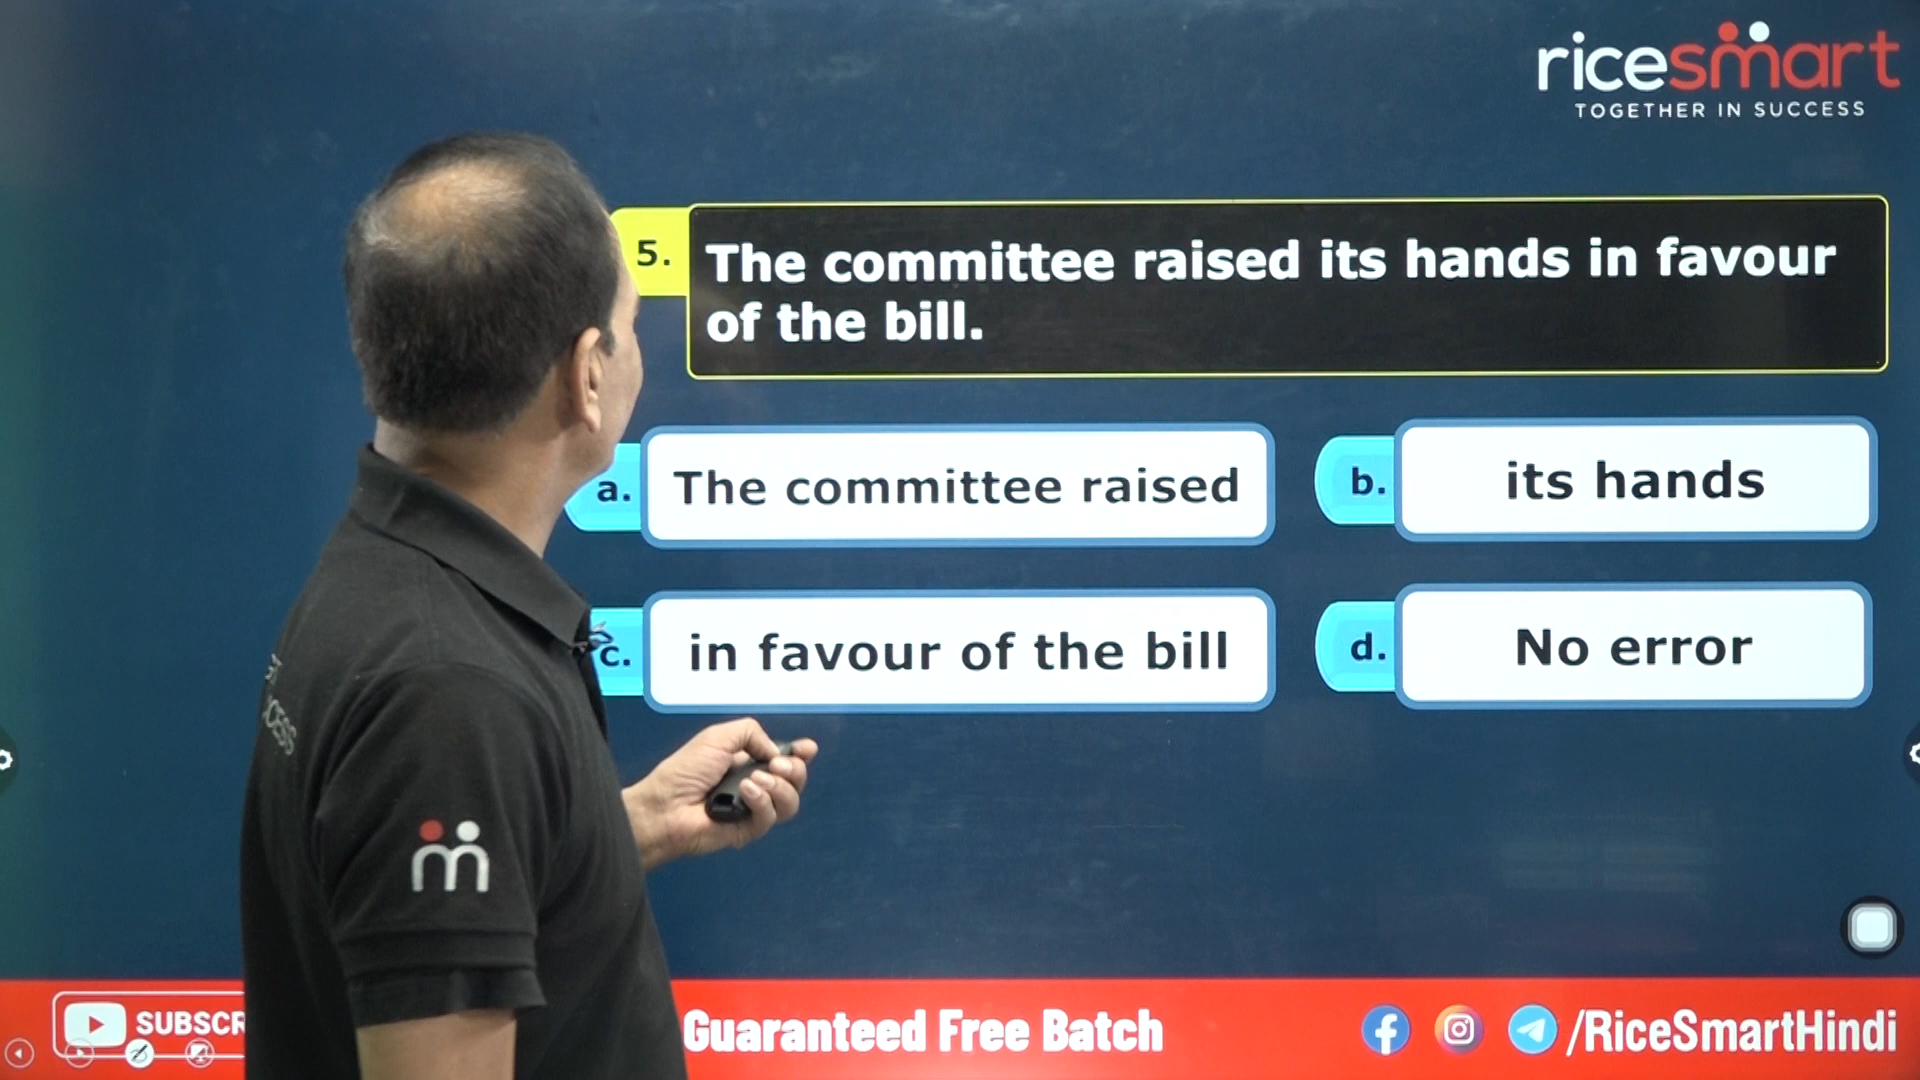 ricesmart
TOGETHER IN SUCCESS
5.
The committee raised its hands in favour
of the bill.
a.
The committee raised
b.
its hands
c.
in favour of the bill
d.
No error
SUBSCR
Guaranteed Free Batch
/RiceSmartHindi